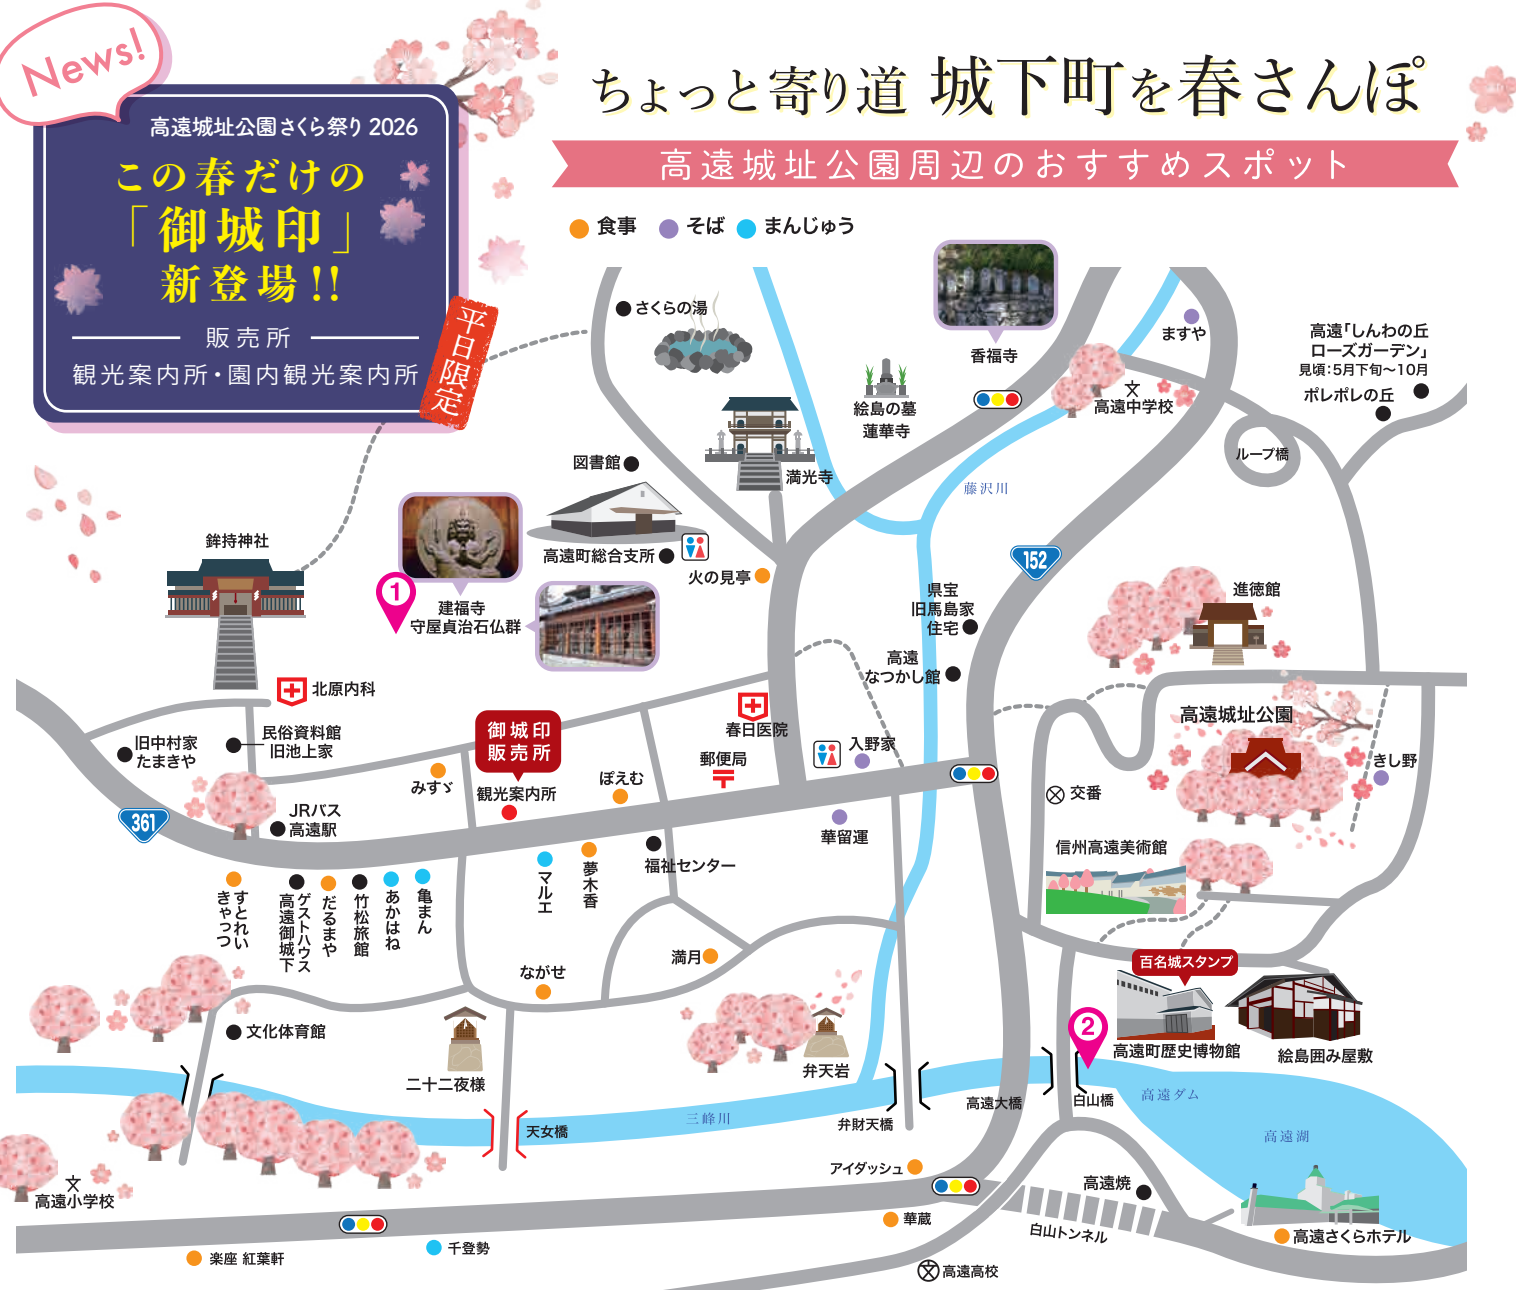 News!
高遠城址公園さくら祭り 2026
この春だけの
「御城印」
新登場!!
販売所
観光案内所・園内観光案内所
平日限定
ちょっと寄り道 城下町を春さんぽ
高遠城址公園周辺のおすすめスポット
食事
そば
まんじゅう
さくらの湯
香福寺
ますや
高遠「しんわの丘
ローズガーデン」
見頃:5月下旬〜10月
ポレポレの丘
絵島の墓
蓮華寺
高遠中学校
ループ橋
満光寺
図書館
藤沢川
高遠町総合支所
火の見亭
152
鉾持神社
1
建福寺
守屋貞治石仏群
県宝
旧馬島家
住宅
進徳館
高遠
なつかし館
北原内科
民俗資料館
旧池上家
旧中村家
たまきや
御城印
販売所
観光案内所
みすゞ
ぽえむ
春日医院
郵便局
入野家
高遠城址公園
きし野
交番
361
JRバス
高遠駅
華留運
信州高遠美術館
福祉センター
マルエ
夢木香
すとれい
きゃっつ
ゲストハウス
高遠御城下
だるまや
竹松旅館
あかはね
亀まん
満月
ながせ
百名城スタンプ
高遠町歴史博物館
絵島囲み屋敷
2
文化体育館
二十二夜様
弁天岩
白山橋
高遠ダム
高遠大橋
三峰川
天女橋
弁財天橋
高遠湖
高遠小学校
アイダッシュ
高遠焼
華蔵
白山トンネル
高遠さくらホテル
楽座 紅葉軒
千登勢
高遠高校